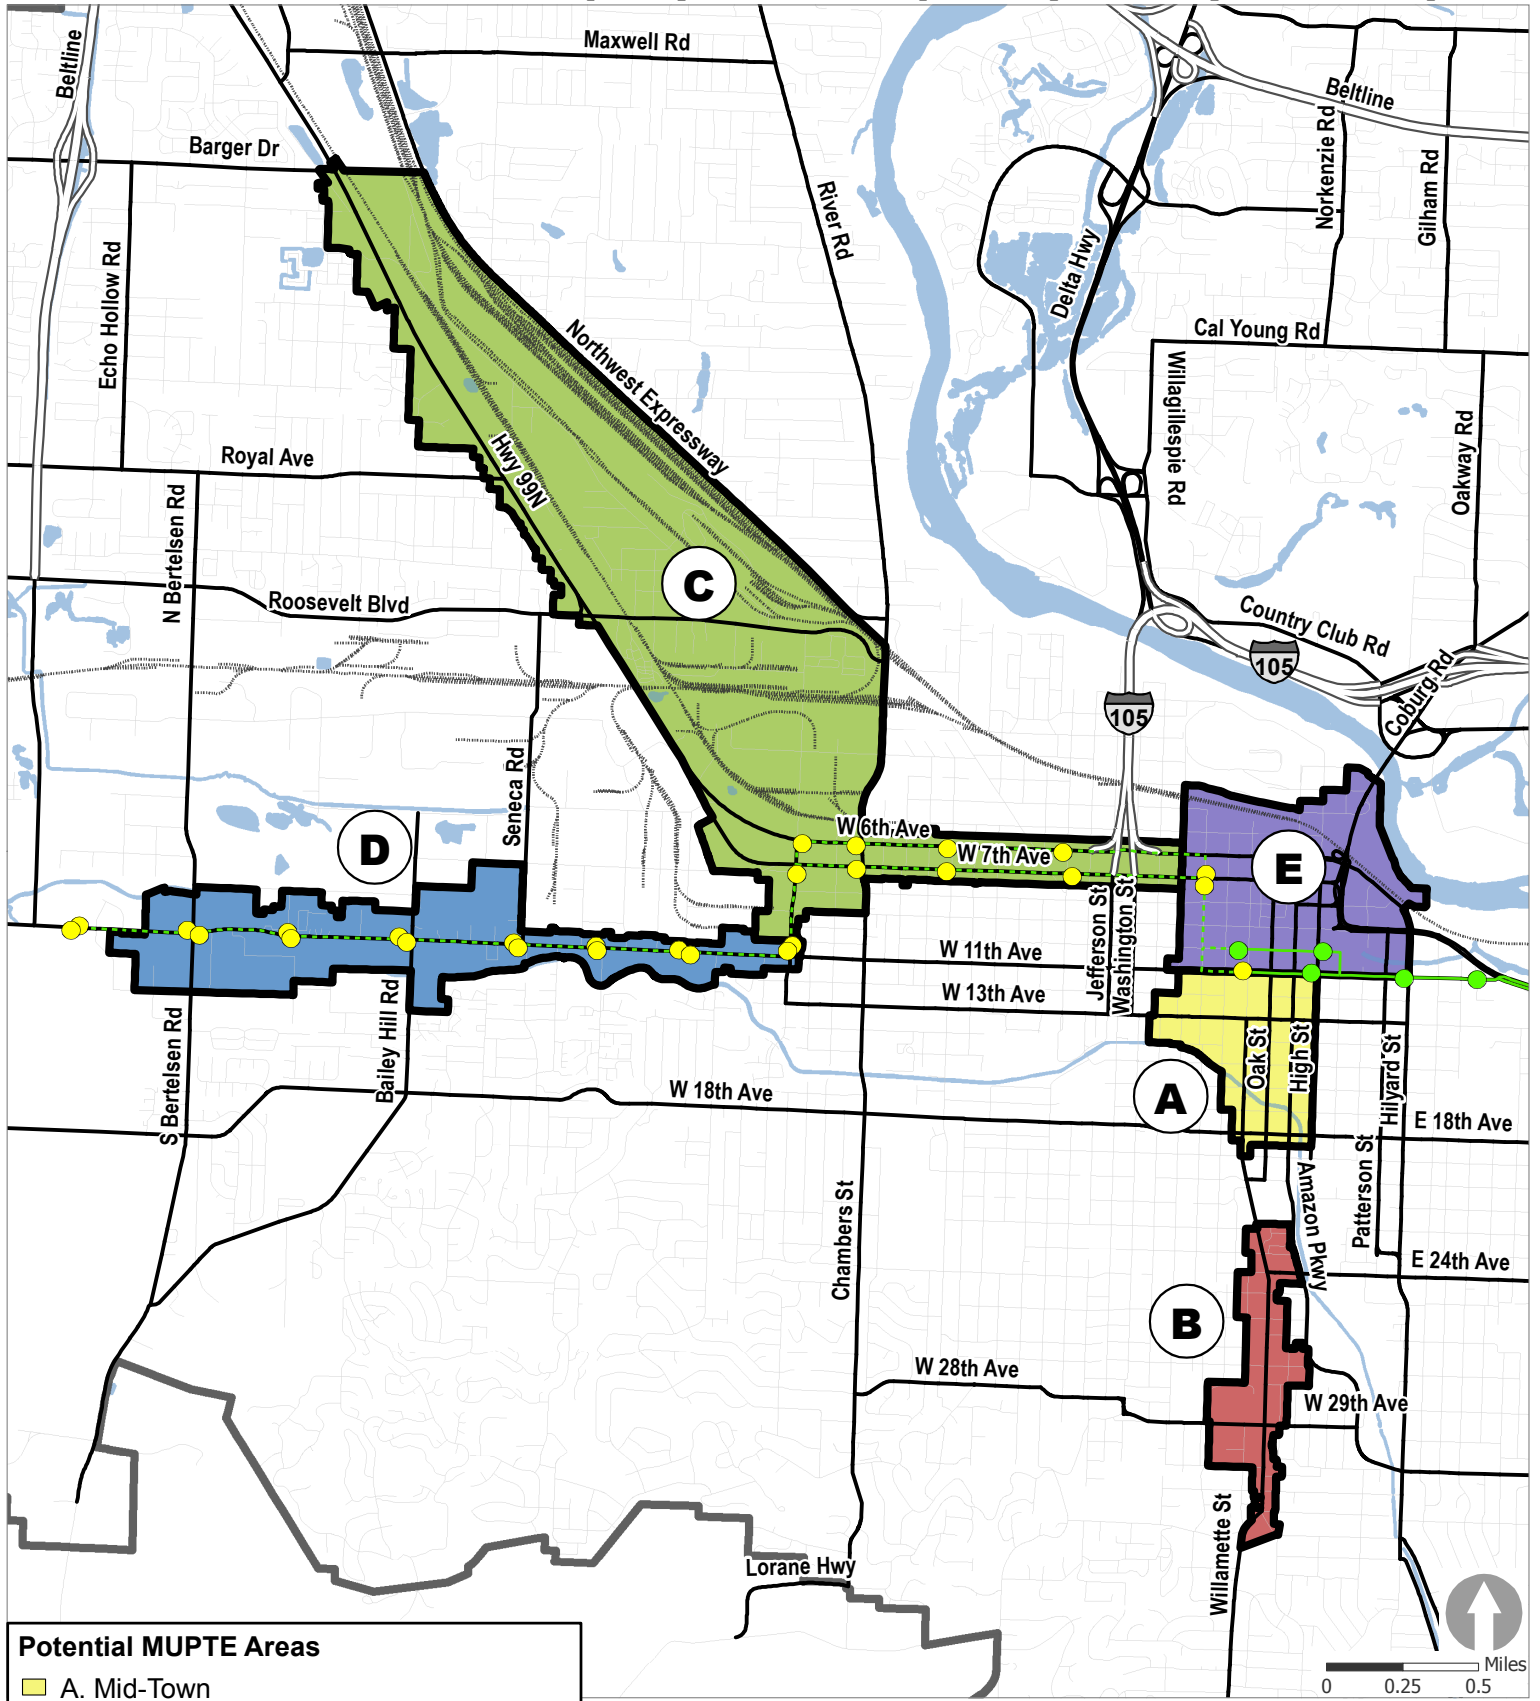 Maxwell Rd
Beltline
Beltline
Barger Dr
Norkenzie Rd
Gilham Rd
River Rd
Echo Hollow Rd
Delta Hwy
Cal Young Rd
Northwest Expressway
Willagillespie Rd
Oakway Rd
Royal Ave
Hwy 99N
N Bertelsen Rd
C
Roosevelt Blvd
Country Club Rd
105
105
Coburg Rd
Seneca Rd
D
W 6th Ave
W 7th Ave
E
Jefferson St
Washington St
W 11th Ave
W 13th Ave
S Bertelsen Rd
Bailey Hill Rd
Oak St
High St
Hilyard St
W 18th Ave
A
E 18th Ave
Patterson St
Amazon Pkwy
Chambers St
E 24th Ave
B
W 28th Ave
W 29th Ave
Willamette St
Lorane Hwy
Potential MUPTE Areas
A. Mid-Town
Miles
0 0.25 0.5